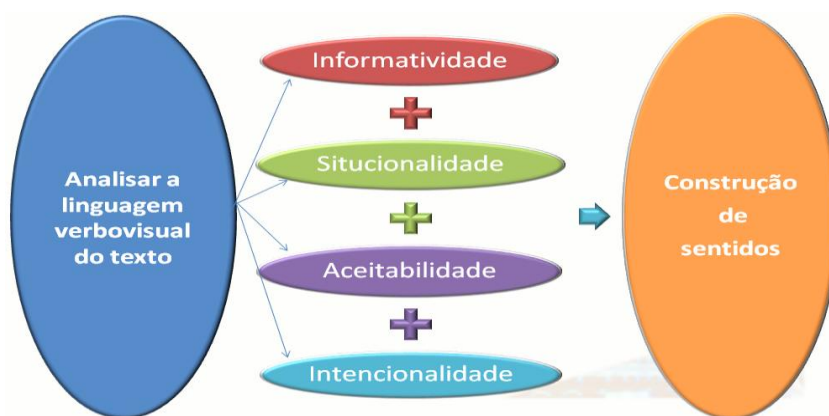 Analisar a
linguagem
verbovisual
do texto
Informatividade
Situcionalidade
Aceitabilidade
Intencionalidade
Construção
de
sentidos